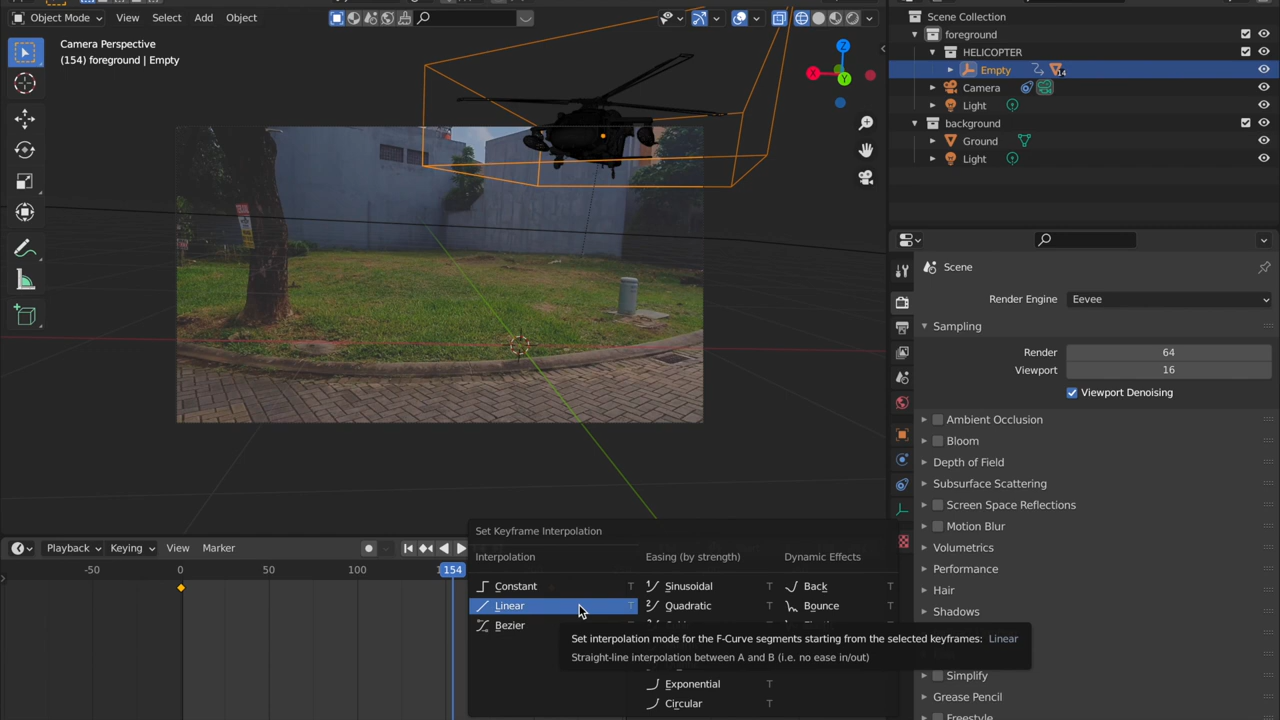 Object Mode View Select Add Object
Camera Perspective
(154) foreground | Empty
Z
X
Y
Scene Collection
foreground
HELICOPTER
Empty 14
Camera
Light
background
Ground
Light
Scene
Render Engine Eevee
Sampling
Render 64
Viewport 16
Viewport Denoising
Ambient Occlusion
Bloom
Depth of Field
Subsurface Scattering
Screen Space Reflections
Motion Blur
Volumetrics
Performance
Hair
Shadows
Simplify
Grease Pencil
Freestyle
Playback Keying View Marker
-50 0 50 100 154
Set Keyframe Interpolation
Interpolation Easing (by strength) Dynamic Effects
Constant T Sinusoidal T Back T
Linear T Quadratic T Bounce T
Bezier
Set interpolation mode for the F-Curve segments starting from the selected keyframes: Linear
Straight-line interpolation between A and B (i.e. no ease in/out)
Exponential T
Circular T